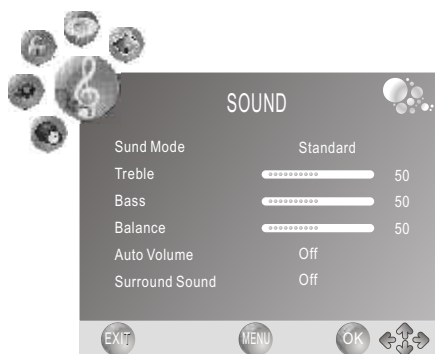 SOUND
Sund Mode Standard
Treble 50
Bass 50
Balance 50
Auto Volume Off
Surround Sound Off
EXIT MENU OK